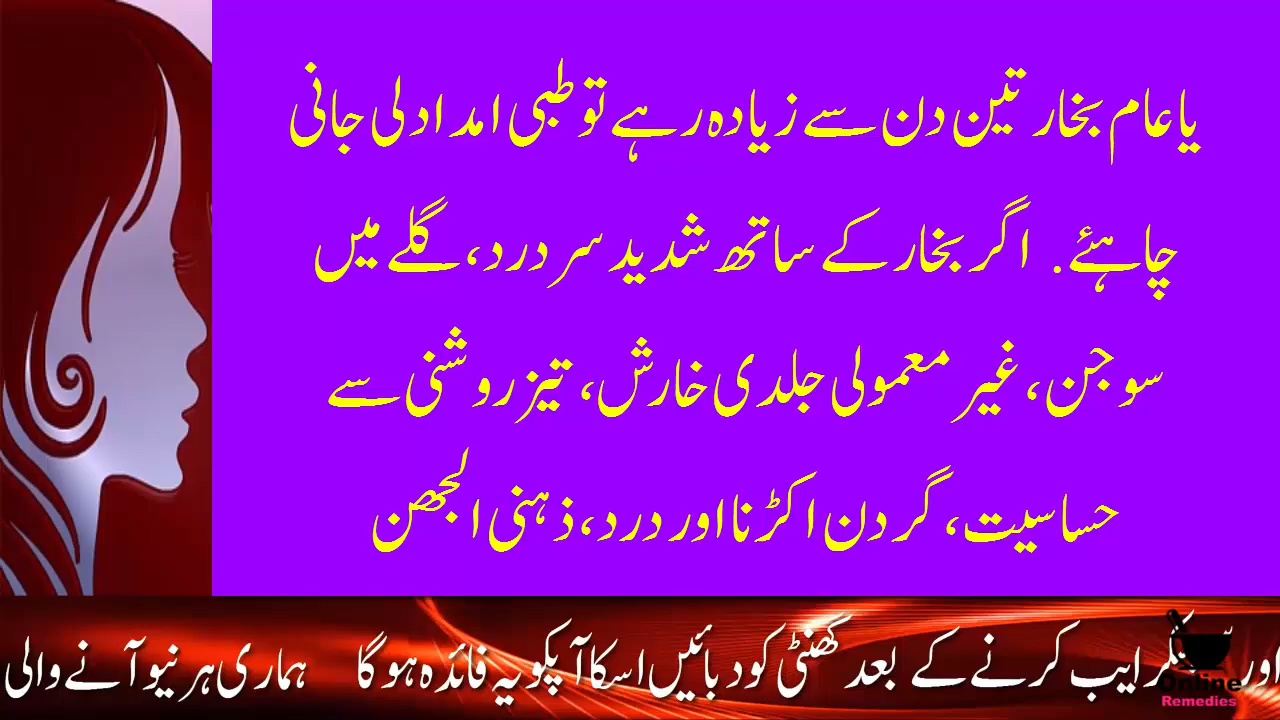 یا عام بخار تین دن سے زیادہ رہے تو طبی امداد لی جانی
چاہئے. اگر بخار کے ساتھ شدید سر درد، گلے میں
سوجن، غیر معمولی جلدی خارش، تیز روشنی سے
حساسیت، گردن اکڑنا اور درد، ذہنی الجھن
اور کرنے کے بعد گھنٹی کو دبائیں اسکا آپکو یہ فائدہ ہو گا ہماری ہر نیو آنے والی
Online
Remedies